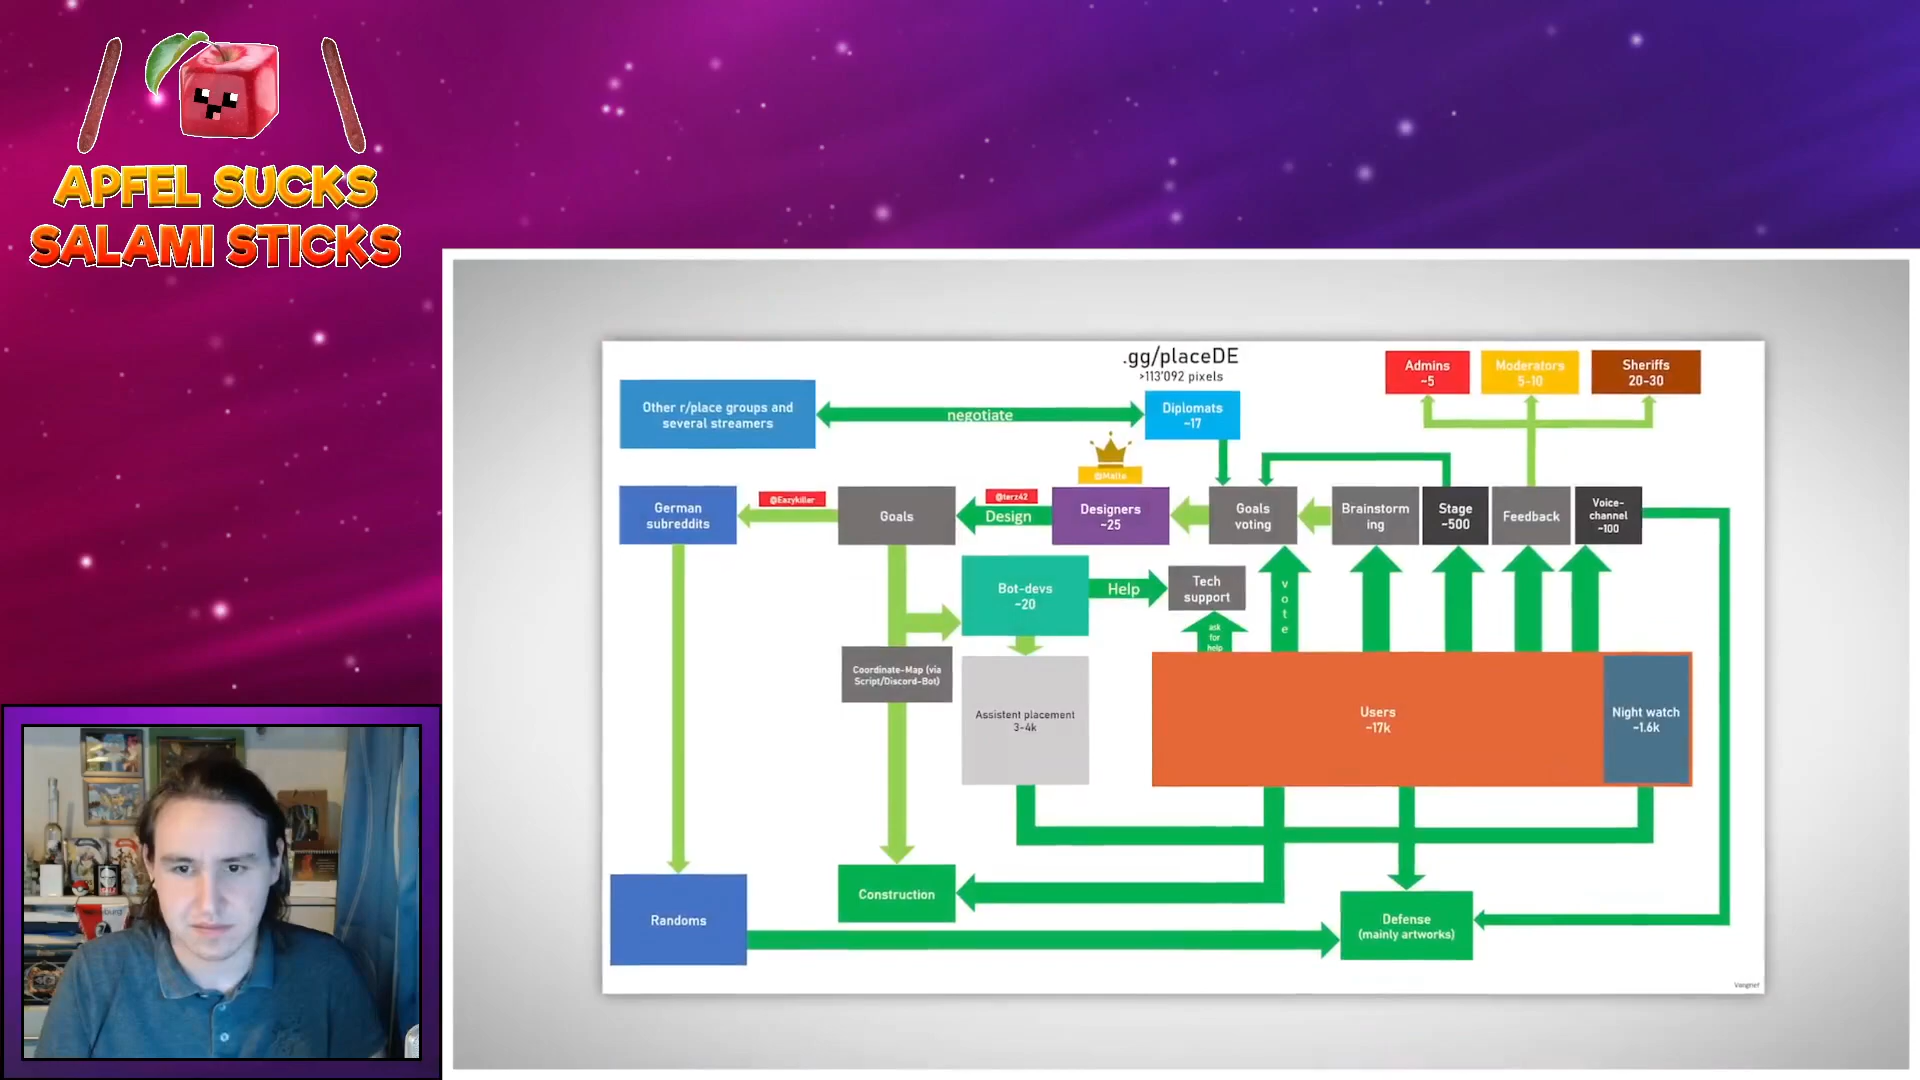 APFEL SUCKS
SALAMI STICKS
.gg/placeDE
>113'092 pixels
Admins
~5
Moderators
5-10
Sheriffs
20-30
Other r/place groups and
several streamers
negotiate
Diplomats
~17
@Malto
German
subreddits
@Eazykiller
Goals
@terz42
Design
Designers
~25
Goals
voting
Brainstorm
ing
Stage
~500
Feedback
Voice-
channel
~100
Bot-devs
~20
Help
Tech
support
vote
ask
for
help
Coordinate-Map (via
Script/Discord-Bot)
Assistent placement
3-4k
Users
~17k
Night watch
~1.6k
Construction
Randoms
Defense
(mainly artworks)